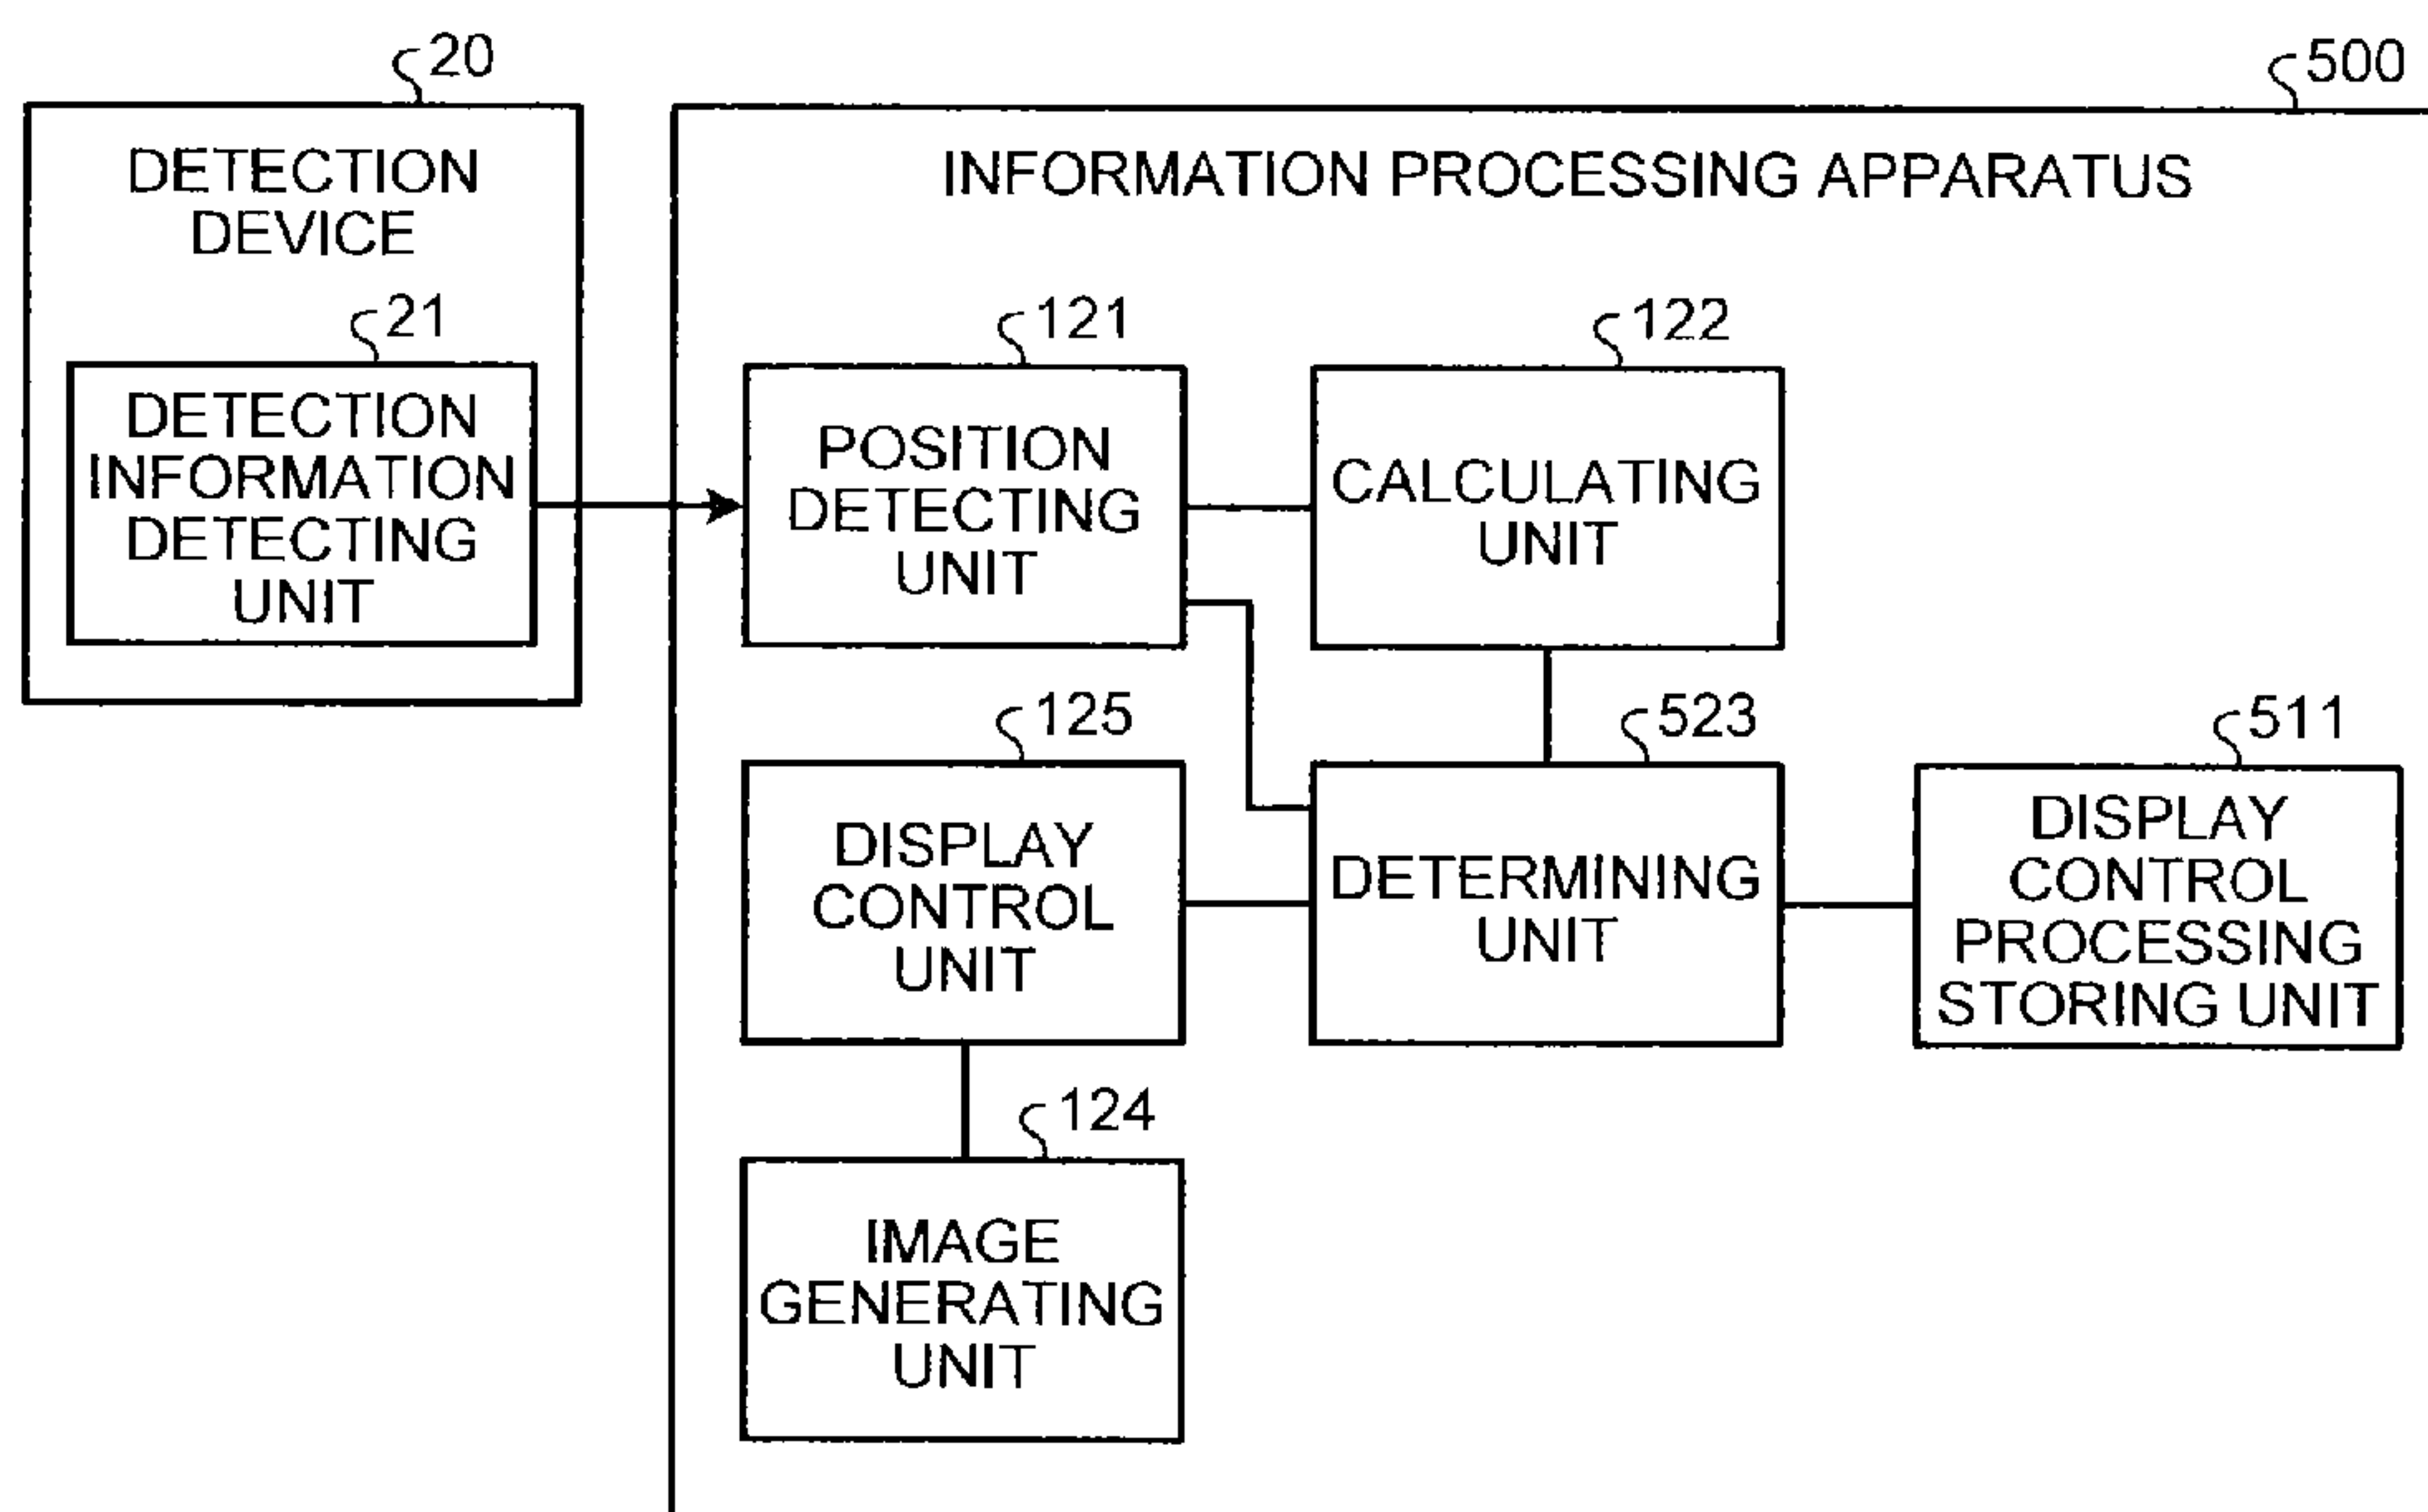 20
DETECTION
DEVICE
21
DETECTION
INFORMATION
DETECTING
UNIT
500
INFORMATION PROCESSING APPARATUS
121
POSITION
DETECTING
UNIT
122
CALCULATING
UNIT
125
DISPLAY
CONTROL
UNIT
523
DETERMINING
UNIT
511
DISPLAY
CONTROL
PROCESSING
STORING UNIT
124
IMAGE
GENERATING
UNIT